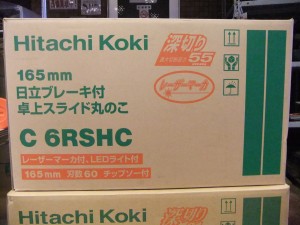 Hitachi Koki
深切り
55
レーザーマーカ
165mm
日立ブレーキ付
卓上スライド丸のこ
C 6RSHC
レーザーマーカ付, LEDライト付
165mm 刃数60 チップソー付
Hitachi Koki
深切り